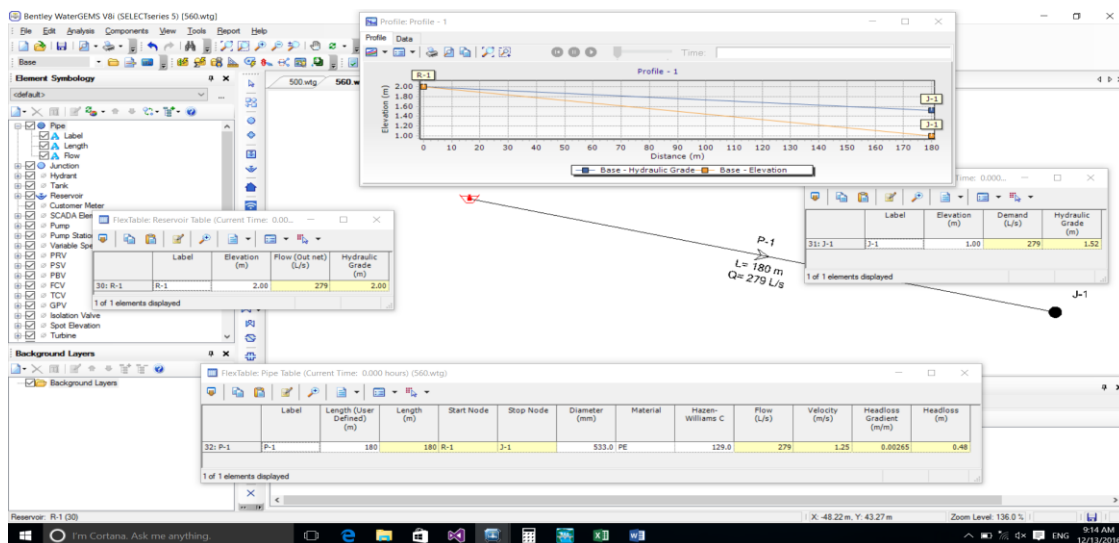 Bentley WaterGEMS V8i (SELECTseries 5) [560.wtg]
File Edit Analysis Components View Tools Report Help
Base
Element Symbology
<default>
Pipe
Label
Length
Flow
Junction
Hydrant
Tank
Reservoir
Customer Meter
SCADA Elem
Pump
Pump Station
Variable Spe
PRV
PSV
PBV
FCV
TCV
GPV
Isolation Valve
Spot Elevation
Turbine
Background Layers
Background Layers
500.wtg 560.w
Profile: Profile - 1
Profile Data
Time:
Profile - 1
Elevation (m)
2.00
1.80
1.60
1.40
1.20
1.00
R-1
J-1
J-1
0 10 20 30 40 50 60 70 80 90 100 110 120 130 140 150 160 170 180
Distance (m)
Base - Hydraulic Grade Base - Elevation
P-1
L= 180 m
Q= 279 L/s
J-1
FlexTable: Reservoir Table (Current Time: 0.00...
Label Elevation (m) Flow (Out net) (L/s) Hydraulic Grade (m)
30: R-1 R-1 2.00 279 2.00
1 of 1 elements displayed
me: 0.000...
Label Elevation (m) Demand (L/s) Hydraulic Grade (m)
31: J-1 J-1 1.00 279 1.52
1 of 1 elements displayed
FlexTable: Pipe Table (Current Time: 0.000 hours) (560.wtg)
Label Length (User Defined) (m) Length (m) Start Node Stop Node Diameter (mm) Material Hazen-Williams C Flow (L/s) Velocity (m/s) Headloss Gradient (m/m) Headloss (m)
32: P-1 P-1 180 180 R-1 J-1 533.0 PE 129.0 279 1.25 0.00265 0.48
1 of 1 elements displayed
Reservoir: R-1 (30)
X: -48.22 m, Y: 43.27 m Zoom Level: 136.0 %
I'm Cortana. Ask me anything.
ENG
9:14 AM